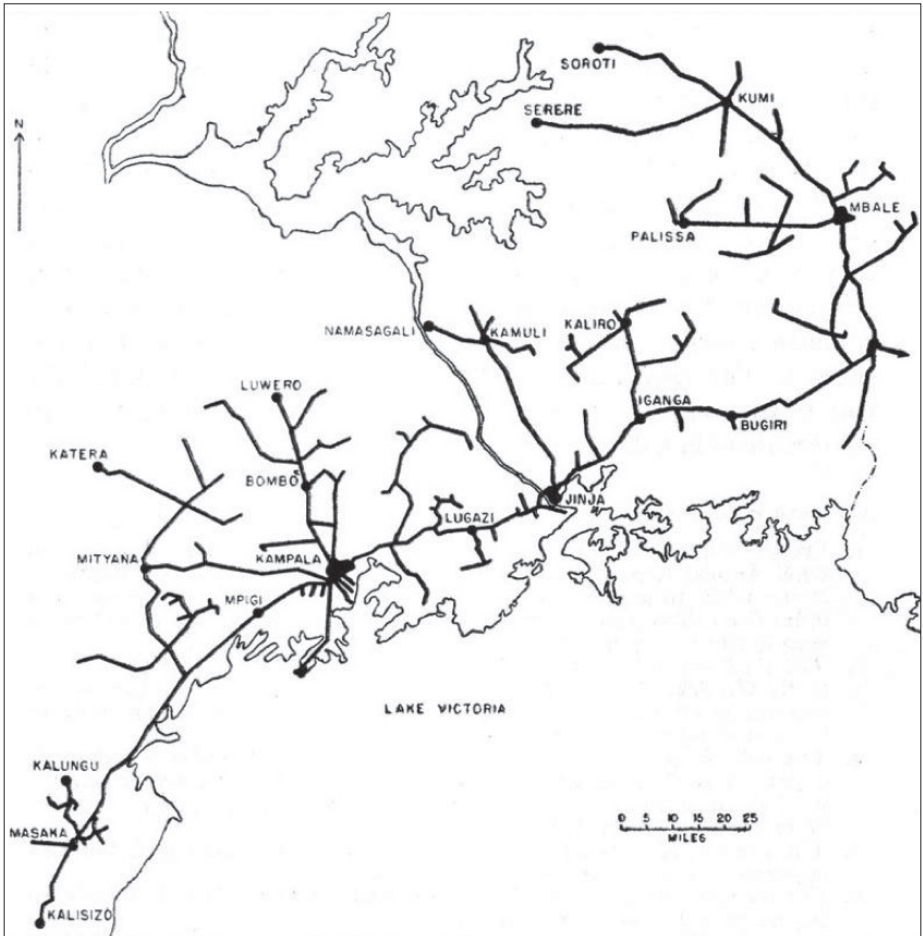 SOROTI
KUMI
SERERE
N
MBALE
PALISSA
NAMASAGALI
KAMULI
KALIRO
LUWERO
IGANGA
BUGIRI
KATERA
BOMBO
JINJA
LUGAZI
MITYANA
KAMPALA
MPIGI
LAKE VICTORIA
KALUNGU
0 5 10 15 20 25
MILES
MASAKA
KALISIZO